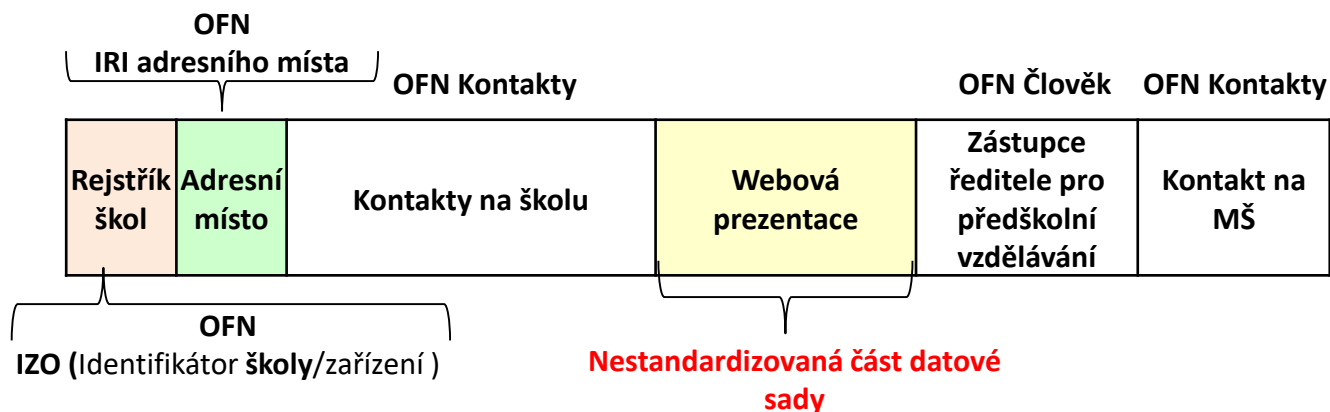 OFN
IRI adresního místa
OFN Kontakty
OFN Člověk
OFN Kontakty
Rejstřík
škol
Adresní
místo
Kontakty na školu
Webová
prezentace
Zástupce
ředitele pro
předškolní
vzdělávání
Kontakt na
MŠ
OFN
IZO (Identifikátor školy/zařízení )
Nestandardizovaná část datové
sady